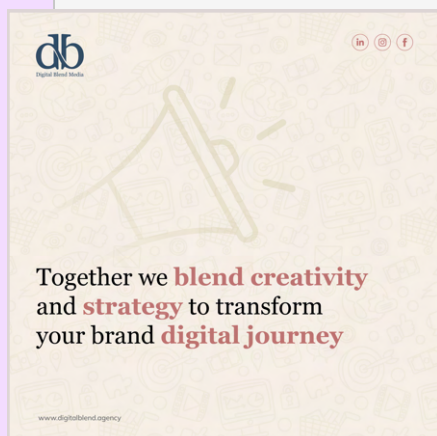 db
Digital Blend Media
in
f
Together we blend creativity
and strategy to transform
your brand digital journey
www.digitalblend.agency